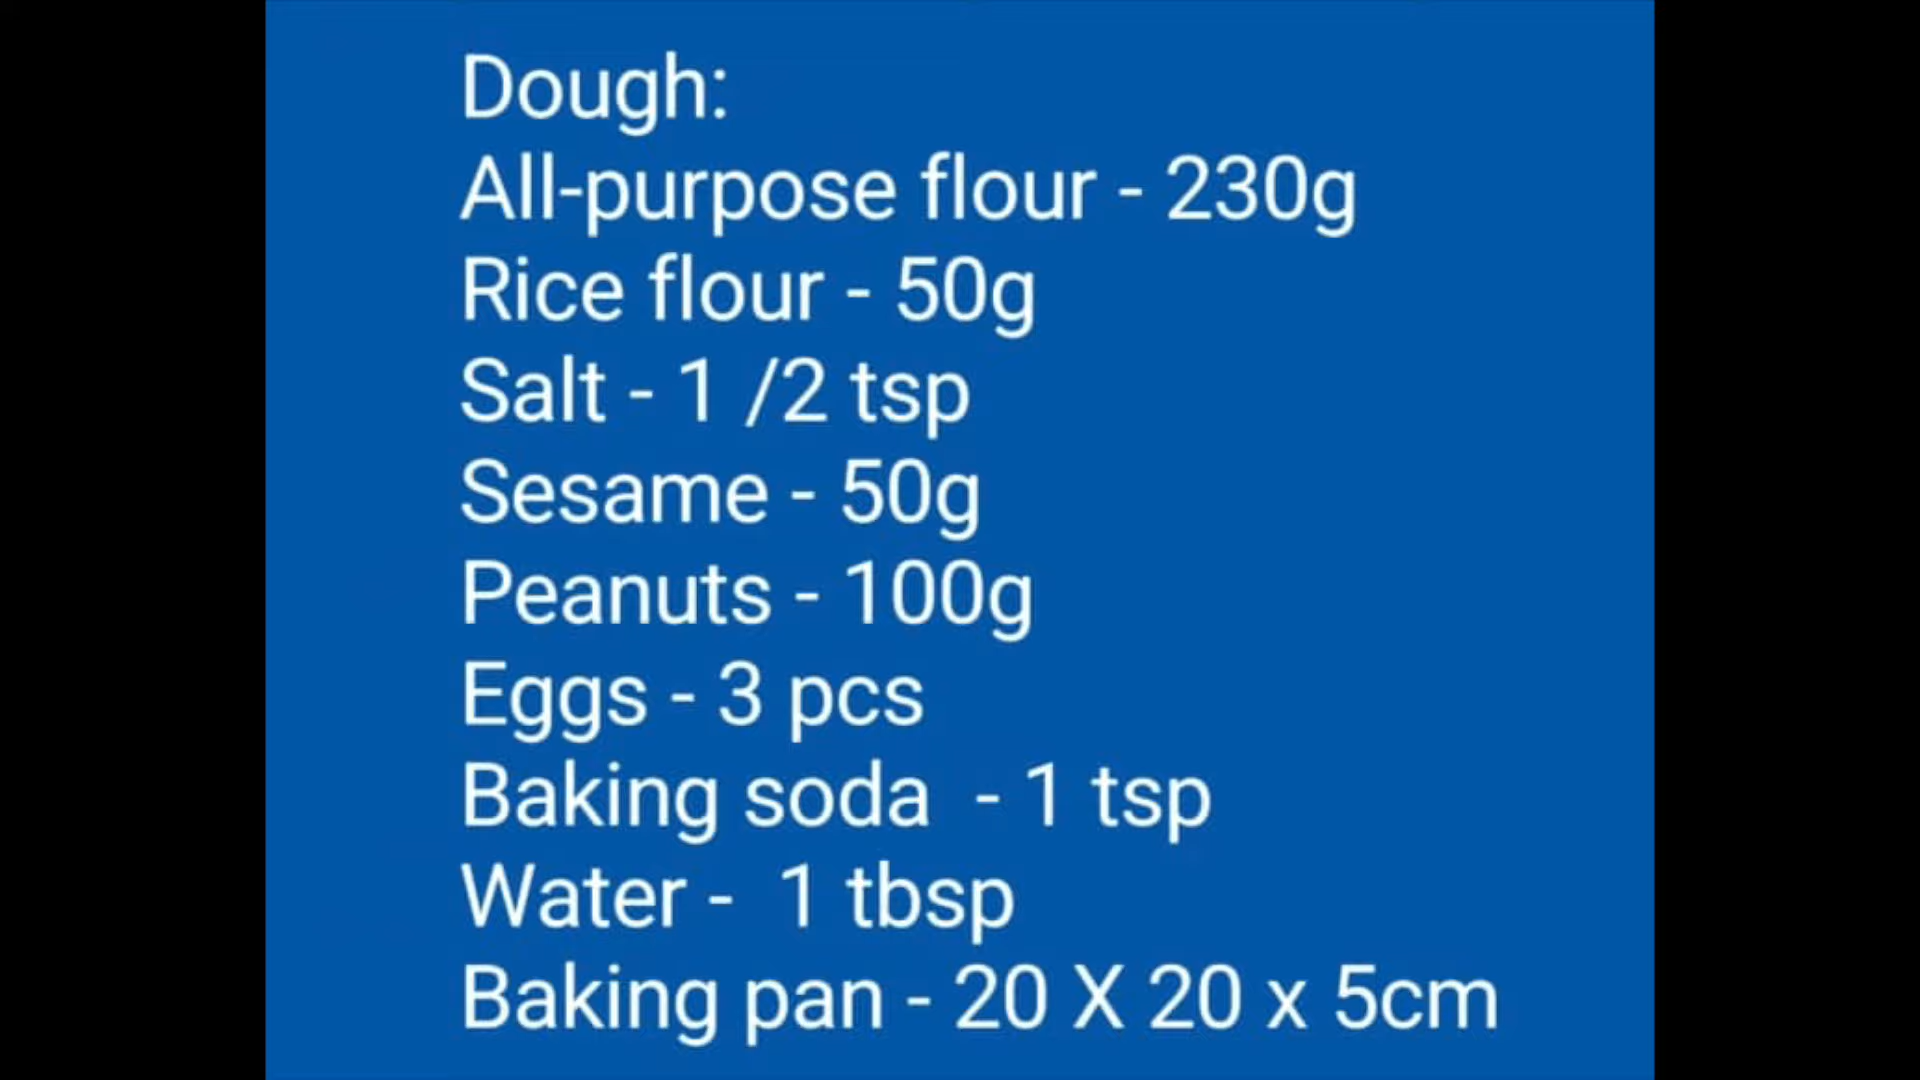 Dough:
All-purpose flour - 230g
Rice flour - 50g
Salt - 1 /2 tsp
Sesame - 50g
Peanuts - 100g
Eggs - 3 pcs
Baking soda  - 1 tsp
Water -  1 tbsp
Baking pan - 20 X 20 x 5cm